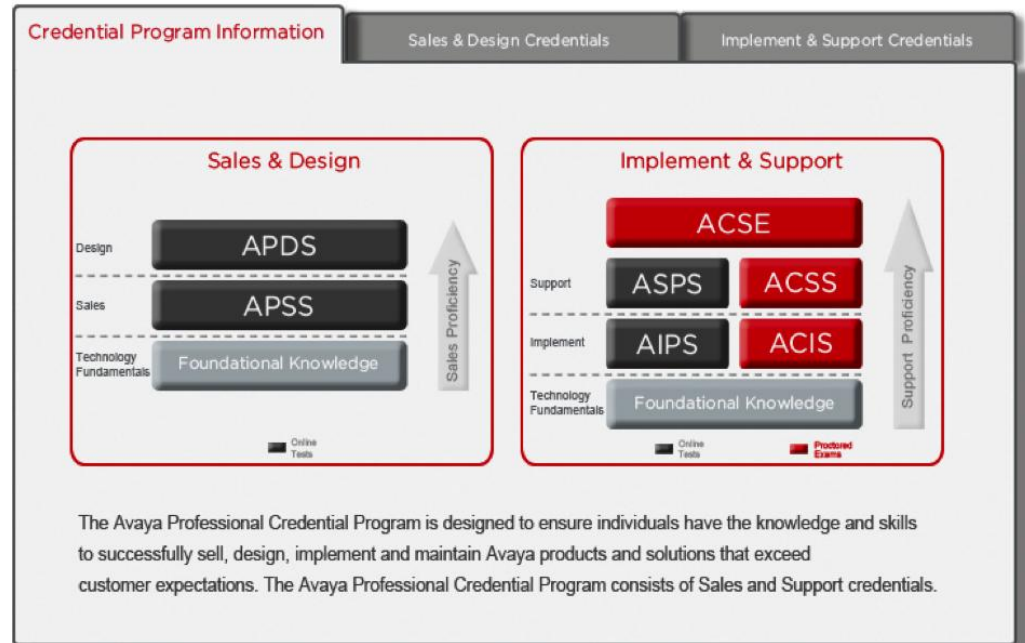 Credential Program Information
Sales & Design Credentials
Implement & Support Credentials
Sales & Design
Design
APDS
Sales
APSS
Technology
Fundamentals
Foundational Knowledge
Sales Proficiency
Online
Tests
Implement & Support
ACSE
Support
ASPS
ACSS
Implement
AIPS
ACIS
Technology
Fundamentals
Foundational Knowledge
Support Proficiency
Online
Tests
Proctored
Exams
The Avaya Professional Credential Program is designed to ensure individuals have the knowledge and skills
to successfully sell, design, implement and maintain Avaya products and solutions that exceed
customer expectations. The Avaya Professional Credential Program consists of Sales and Support credentials.